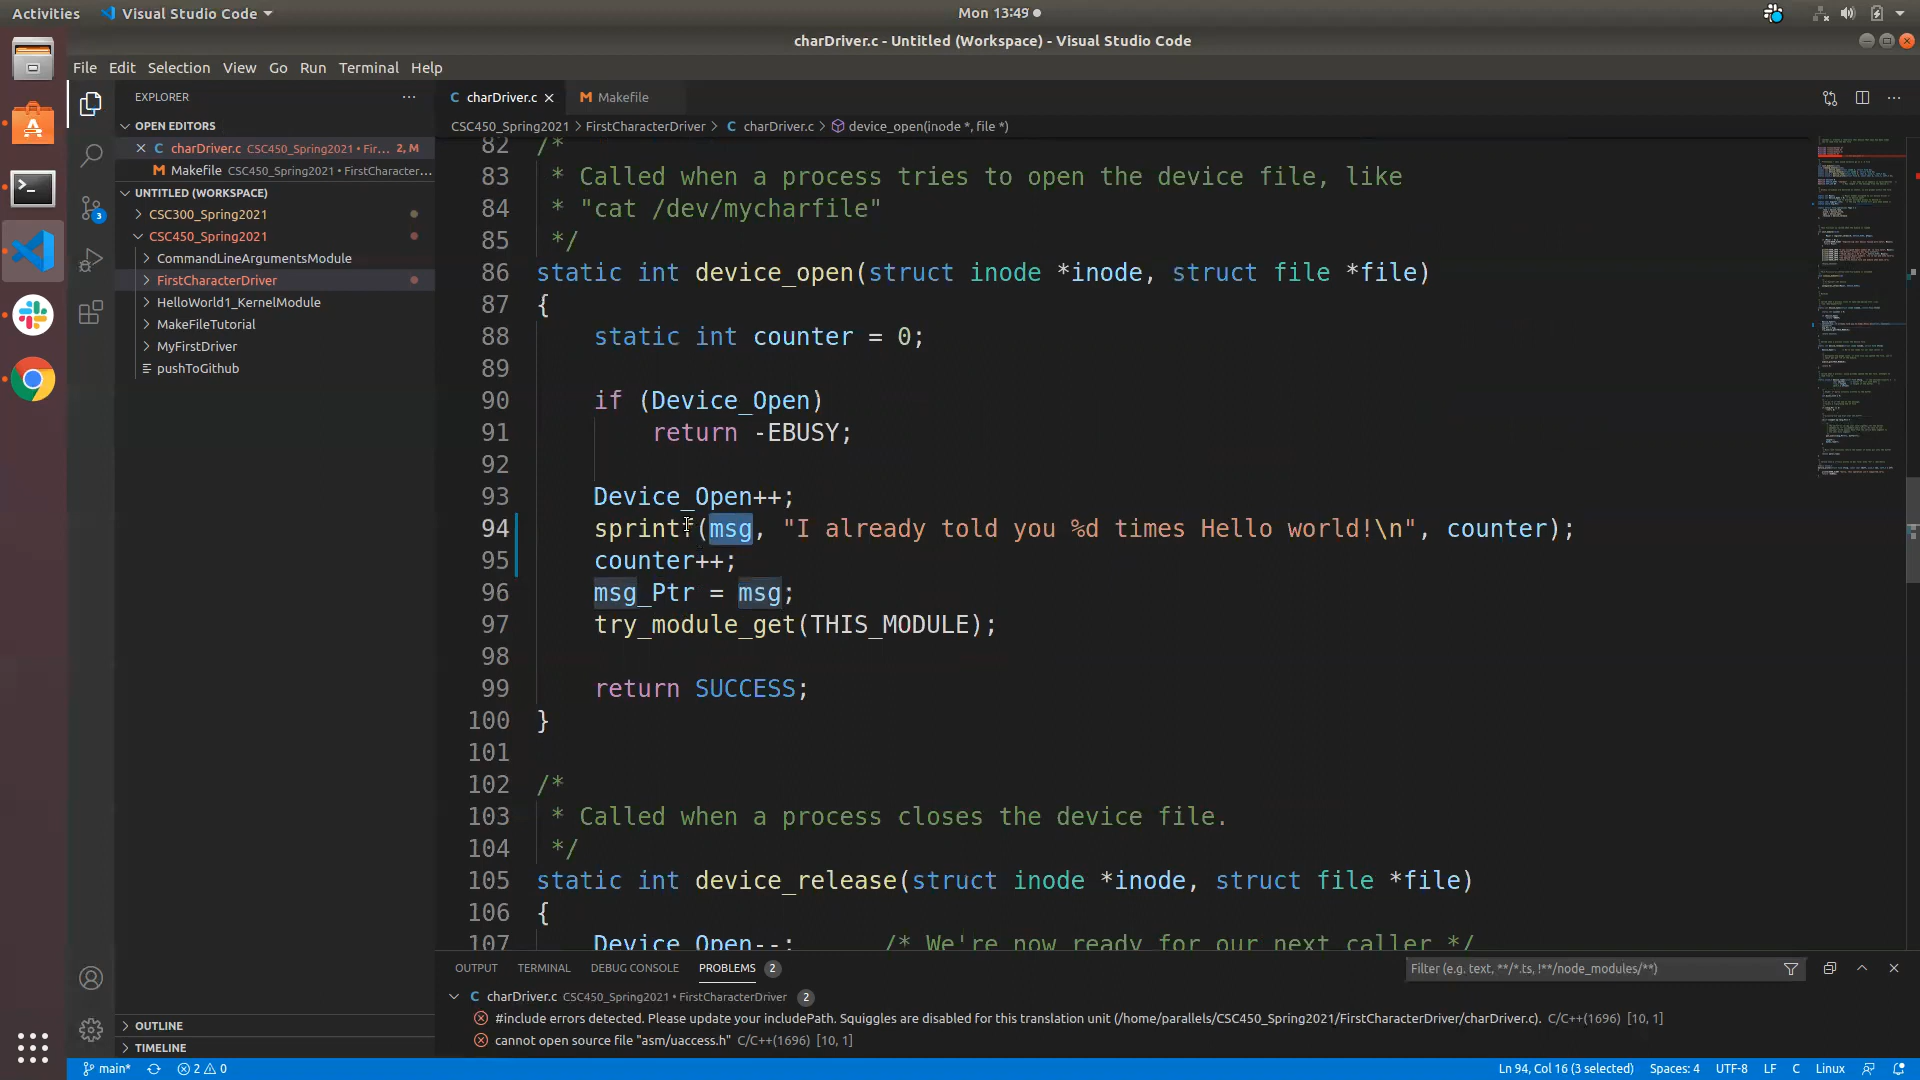 Activities Visual Studio Code Mon 13:49
charDriver.c - Untitled (Workspace) - Visual Studio Code
File Edit Selection View Go Run Terminal Help
EXPLORER
OPEN EDITORS
charDriver.c CSC450_Spring2021 • Fir... 2, M
Makefile CSC450_Spring2021 • FirstCharacter...
UNTITLED (WORKSPACE)
CSC300_Spring2021
CSC450_Spring2021
CommandLineArgumentsModule
FirstCharacterDriver
HelloWorld1_KernelModule
MakeFileTutorial
MyFirstDriver
pushToGithub
OUTLINE
TIMELINE
3
C charDriver.c
M Makefile
CSC450_Spring2021 > FirstCharacterDriver > C charDriver.c > device_open(inode *, file *)
82 /*
83 * Called when a process tries to open the device file, like
84 * "cat /dev/mycharfile"
85 */
86 static int device_open(struct inode *inode, struct file *file)
87 {
88 static int counter = 0;
89
90 if (Device_Open)
91 return -EBUSY;
92
93 Device_Open++;
94 sprintf(msg, "I already told you %d times Hello world!\n", counter);
95 counter++;
96 msg_Ptr = msg;
97 try_module_get(THIS_MODULE);
98
99 return SUCCESS;
100 }
101
102 /*
103 * Called when a process closes the device file.
104 */
105 static int device_release(struct inode *inode, struct file *file)
106 {
107 Device_Open--; /* We're now ready for our next caller */
OUTPUT TERMINAL DEBUG CONSOLE PROBLEMS 2
Filter (e.g. text, **/*.ts, !**/node_modules/**)
C charDriver.c CSC450_Spring2021 • FirstCharacterDriver 2
#include errors detected. Please update your includePath. Squiggles are disabled for this translation unit (/home/parallels/CSC450_Spring2021/FirstCharacterDriver/charDriver.c). C/C++(1696) [10, 1]
cannot open source file "asm/uaccess.h" C/C++(1696) [10, 1]
main* 2 0 Ln 94, Col 16 (3 selected) Spaces: 4 UTF-8 LF C Linux